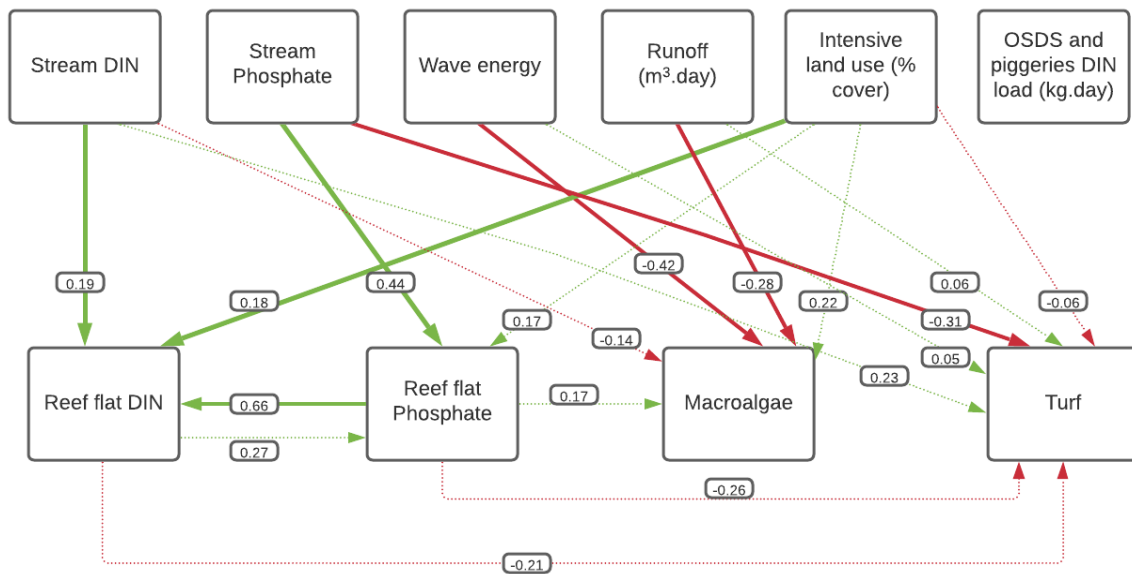 Stream DIN
Stream
Phosphate
Wave energy
Runoff
(m³.day)
Intensive
land use (%
cover)
OSDS and
piggeries DIN
load (kg.day)
0.19
0.18
0.44
-0.42
-0.28
0.22
0.06
-0.06
0.17
-0.31
-0.14
0.05
0.23
Reef flat DIN
0.66
0.27
Reef flat
Phosphate
0.17
Macroalgae
Turf
-0.26
-0.21